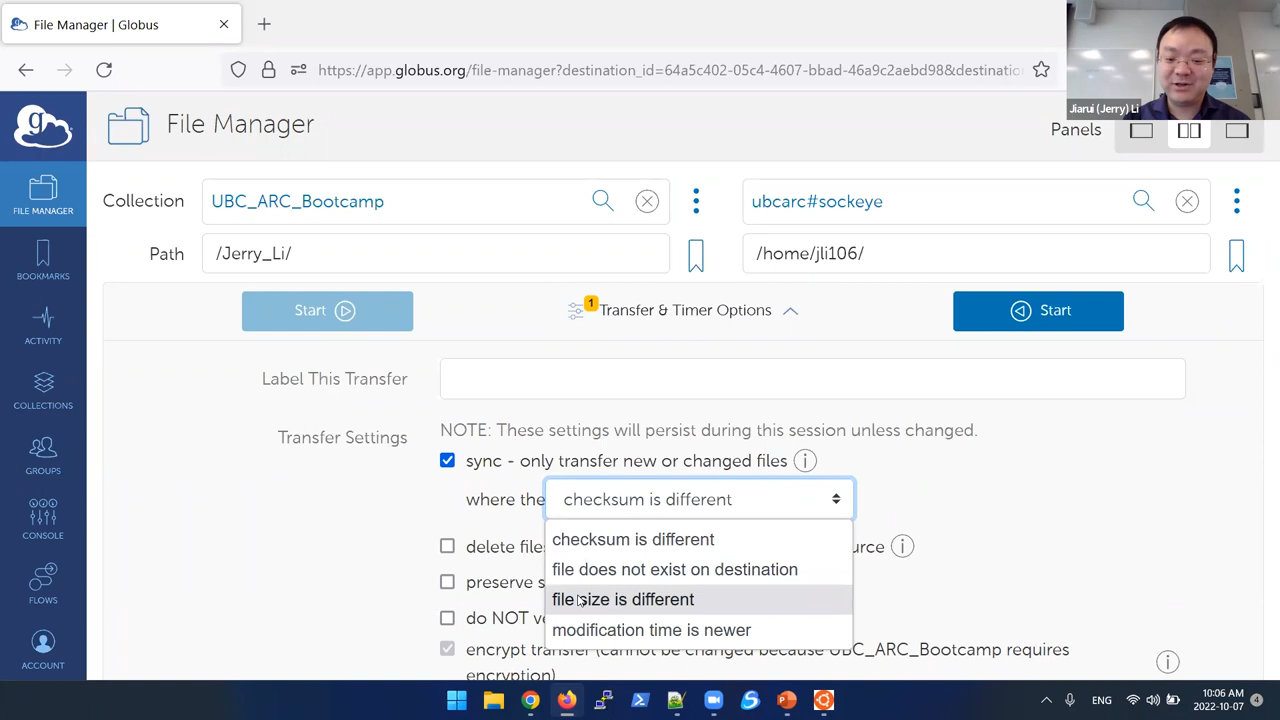 File Manager | Globus
https://app.globus.org/file-manager?destination_id=64a5c402-05c4-4607-bbad-46a9c2aebd98&destinatio
Jiarui (Jerry) Li
g
File Manager
Panels
FILE MANAGER
BOOKMARKS
ACTIVITY
COLLECTIONS
GROUPS
CONSOLE
FLOWS
ACCOUNT
Collection
UBC_ARC_Bootcamp
ubcarc#sockeye
Path
/Jerry_Li/
/home/jli106/
Start
1
Transfer & Timer Options
Start
Label This Transfer
Transfer Settings
NOTE: These settings will persist during this session unless changed.
sync - only transfer new or changed files
where the
checksum is different
checksum is different
file does not exist on destination
file size is different
modification time is newer
delete files
urce
preserve s
do NOT ve
encrypt transfer (cannot be changed because UBC_ARC_Bootcamp requires
encryption)
ENG
10:06 AM
2022-10-07
4